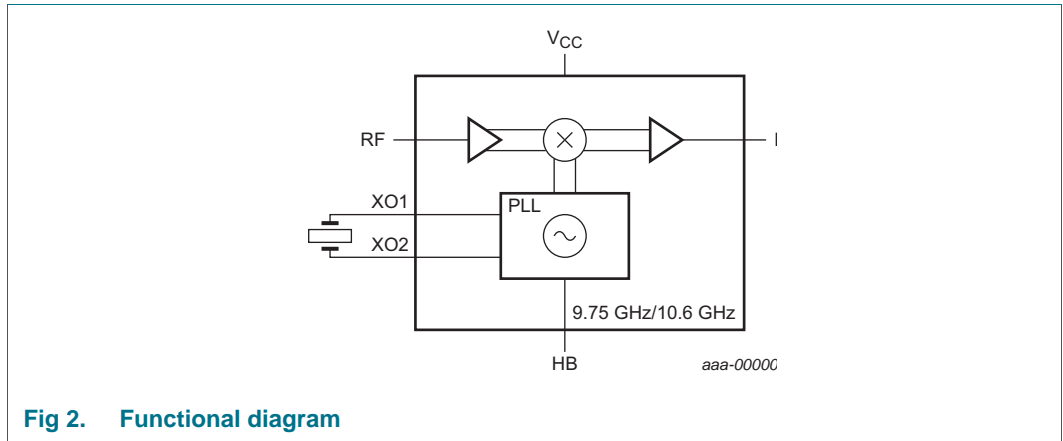 VCC
RF
XO1
PLL
XO2
9.75 GHz/10.6 GHz
HB
aaa-00000
Fig 2. Functional diagram